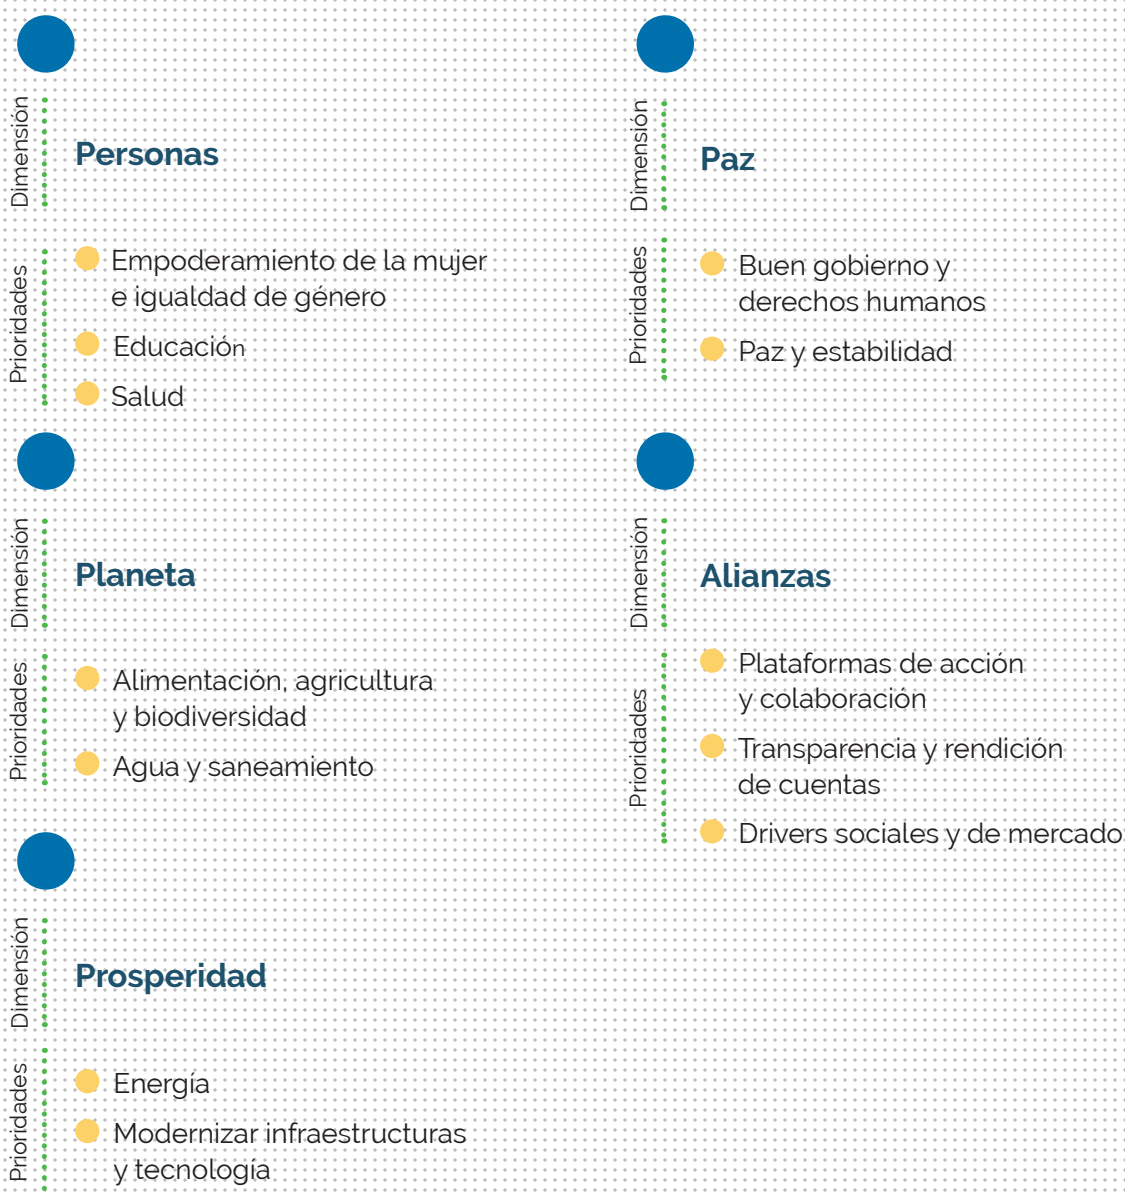 Dimensión
Personas
Prioridades
Empoderamiento de la mujer
e igualdad de género
Educación
Salud
Dimensión
Planeta
Prioridades
Alimentación, agricultura
y biodiversidad
Agua y saneamiento
Dimensión
Prosperidad
Prioridades
Energía
Modernizar infraestructuras
y tecnología
Dimensión
Paz
Prioridades
Buen gobierno y
derechos humanos
Paz y estabilidad
Dimensión
Alianzas
Prioridades
Plataformas de acción
y colaboración
Transparencia y rendición
de cuentas
Drivers sociales y de mercado